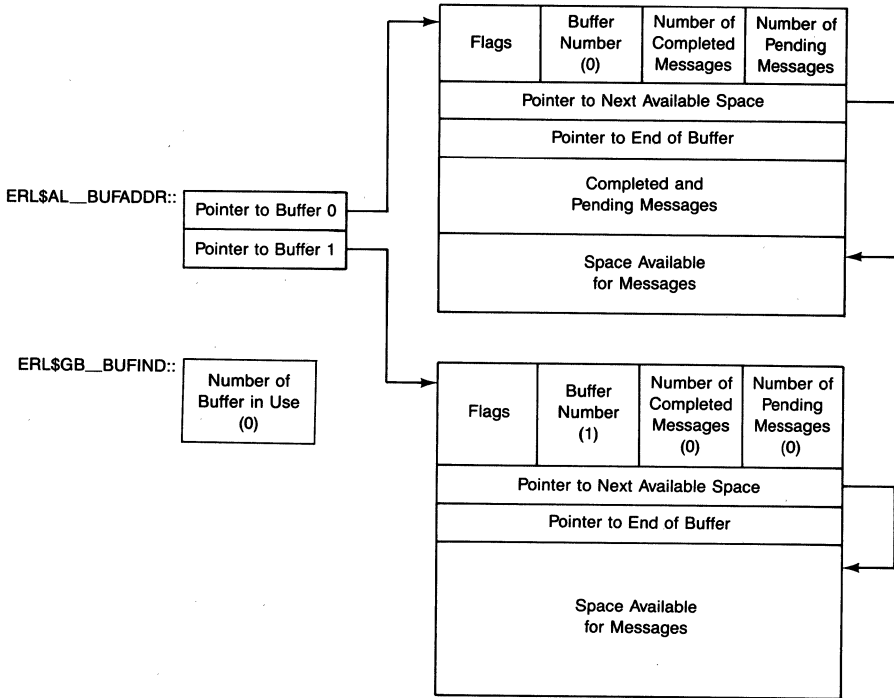 Flags
Buffer
Number
(0)
Number of
Completed
Messages
Number of
Pending
Messages
Pointer to Next Available Space
Pointer to End of Buffer
Completed and
Pending Messages
Space Available
for Messages
ERL$AL__BUFADDR::
Pointer to Buffer 0
Pointer to Buffer 1
ERL$GB__BUFIND::
Number of
Buffer in Use
(0)
Flags
Buffer
Number
(1)
Number of
Completed
Messages
(0)
Number of
Pending
Messages
(0)
Pointer to Next Available Space
Pointer to End of Buffer
Space Available
for Messages